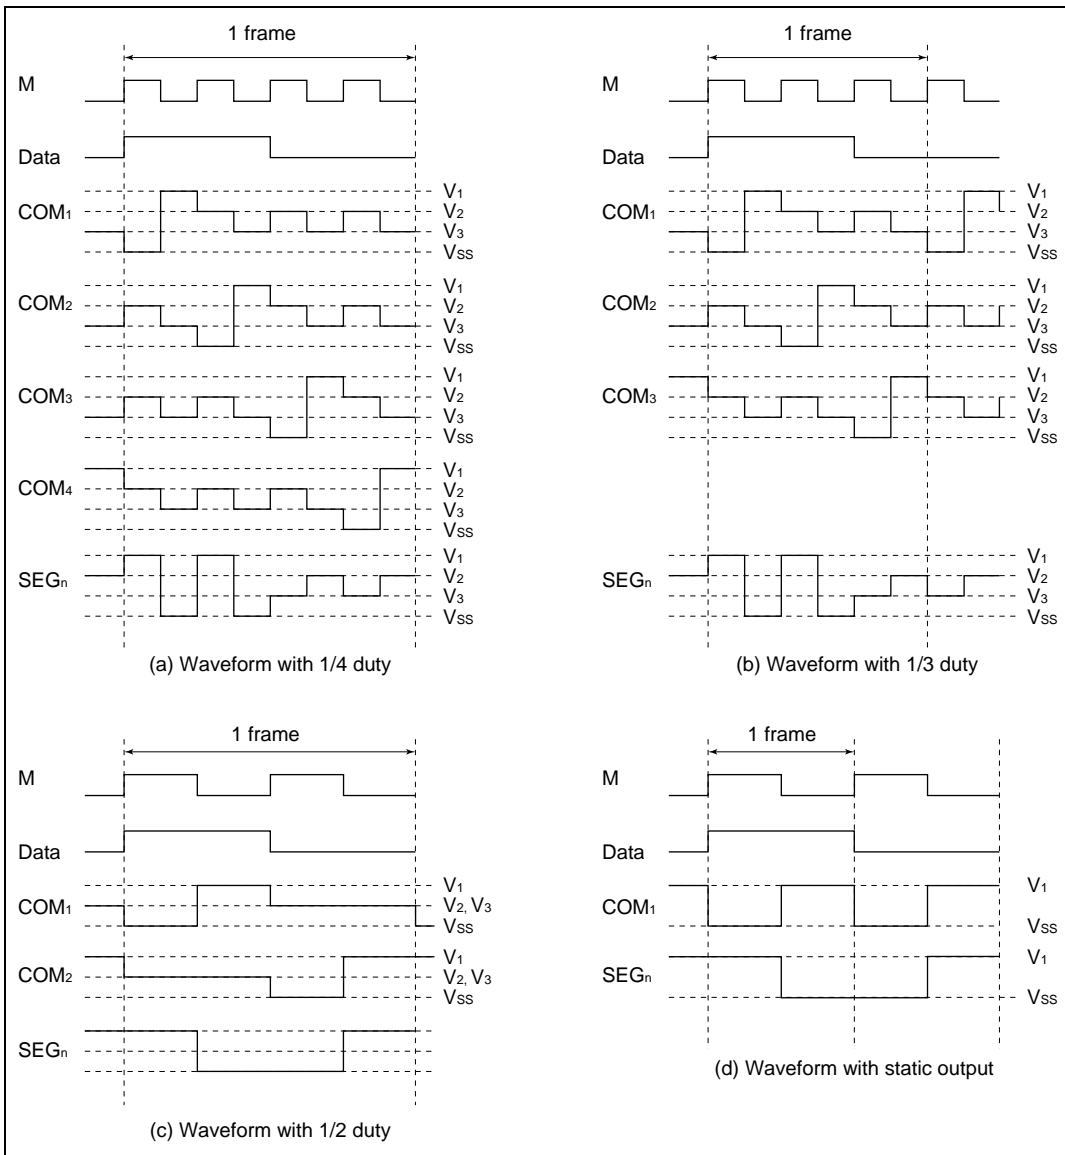 1 frame
M
Data
COM1
V1
V2
V3
VSS
COM2
V1
V2
V3
VSS
COM3
V1
V2
V3
VSS
COM4
V1
V2
V3
VSS
SEGn
V1
V2
V3
VSS
(a) Waveform with 1/4 duty
1 frame
M
Data
COM1
V1
V2
V3
VSS
COM2
V1
V2
V3
VSS
COM3
V1
V2
V3
VSS
SEGn
V1
V2
V3
VSS
(b) Waveform with 1/3 duty
1 frame
M
Data
COM1
V1
V2, V3
VSS
COM2
V1
V2, V3
VSS
SEGn
(c) Waveform with 1/2 duty
1 frame
M
Data
COM1
V1
VSS
SEGn
V1
VSS
(d) Waveform with static output